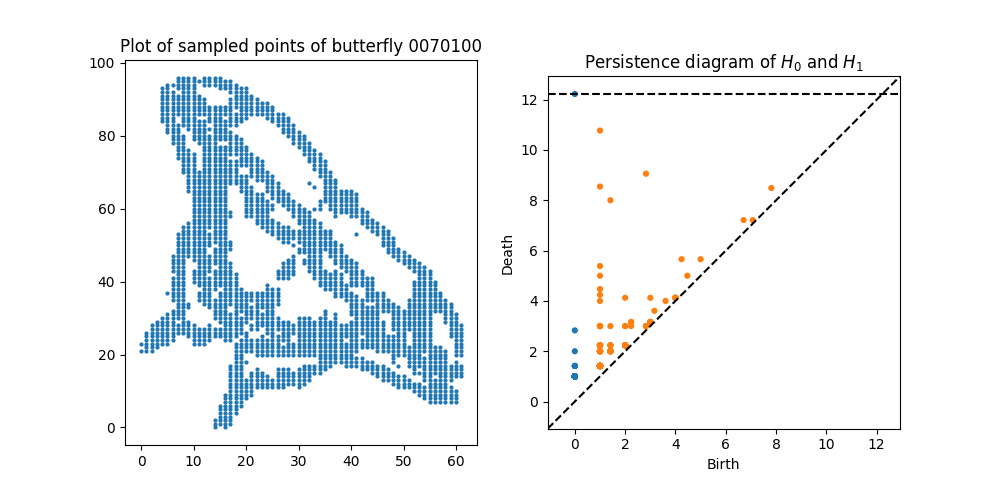 Plot of sampled points of butterfly 0070100
100
80
60
40
20
0
0 10 20 30 40 50 60
Persistence diagram of H0 and H1
12
10
8
6
4
2
0
Death
0 2 4 6 8 10 12
Birth